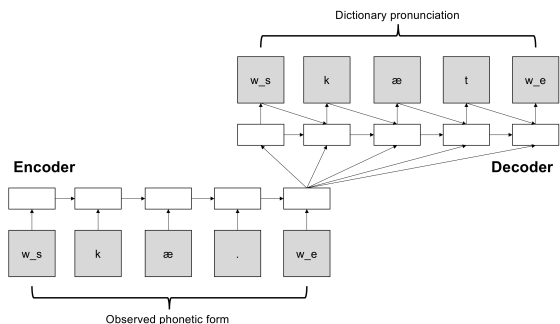 Dictionary pronunciation
w_s k æ t w_e
Encoder
Decoder
w_s k æ . w_e
Observed phonetic form